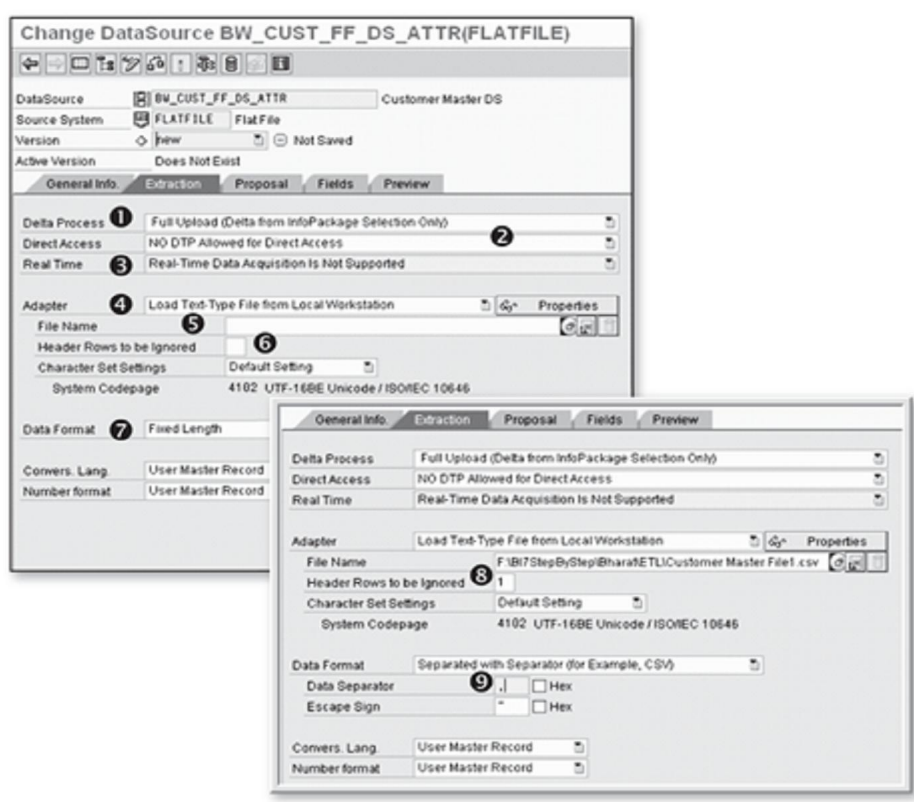 Change DataSource BW_CUST_FF_DS_ATTR(FLATFILE)
DataSource BW_CUST_FF_DS_ATTR Customer Master DS
Source System FLATFILE Flat File
Version new Not Saved
Active Version Does Not Exist
General Info. Extraction Proposal Fields Preview
Delta Process 1 Full Upload (Delta from InfoPackage Selection Only)
Direct Access NO DTP Allowed for Direct Access 2
Real Time 3 Real-Time Data Acquisition Is Not Supported
Adapter 4 Load Text-Type File from Local Workstation Properties
File Name 5
Header Rows to be Ignored 6
Character Set Settings Default Setting
System Codepage 4102 UTF-16BE Unicode / ISO/IEC 10646
Data Format 7 Fixed Length
Convers. Lang. User Master Record
Number format User Master Record
General Info. Extraction Proposal Fields Preview
Delta Process Full Upload (Delta from InfoPackage Selection Only)
Direct Access NO DTP Allowed for Direct Access
Real Time Real-Time Data Acquisition Is Not Supported
Adapter Load Text-Type File from Local Workstation Properties
File Name F:\BI7StepByStep\Bharat\ETL\Customer Master File1.csv
Header Rows to be Ignored 8 1
Character Set Settings Default Setting
System Codepage 4102 UTF-16BE Unicode / ISO/IEC 10646
Data Format Separated with Separator (for Example, CSV)
Data Separator 9 , Hex
Escape Sign " Hex
Convers. Lang. User Master Record
Number format User Master Record